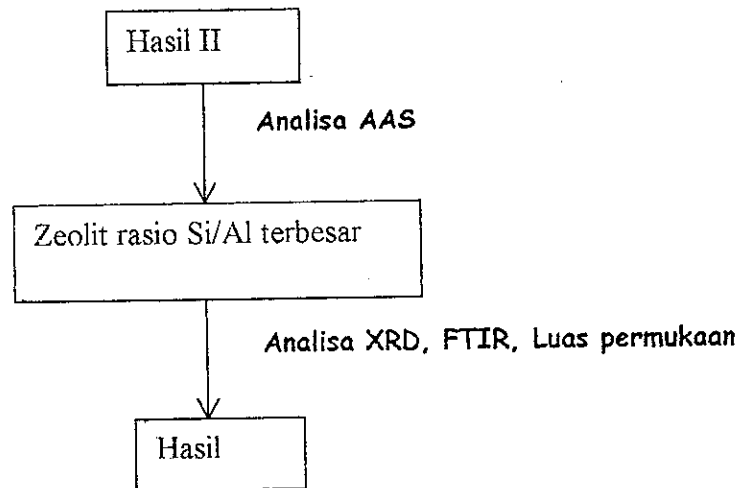 Hasil II
Analisa AAS
Zeolit rasio Si/Al terbesar
Analisa XRD, FTIR, Luas permukaan
Hasil